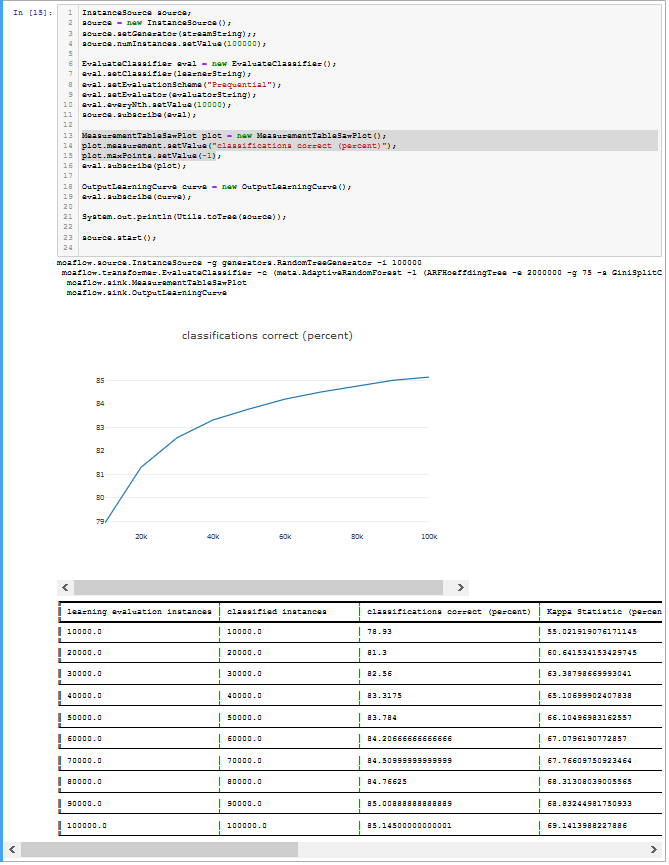 In [15]:
1 InstanceSource source;
2 source = new InstanceSource();
3 source.setGenerator(streamString);;
4 source.numInstances.setValue(100000);
5
6 EvaluateClassifier eval = new EvaluateClassifier();
7 eval.setClassifier(learnerString);
8 eval.setEvaluationScheme("Prequential");
9 eval.setEvaluator(evaluatorString);
10 eval.everyNth.setValue(10000);
11 source.subscribe(eval);
12
13 MeasurementTableSawPlot plot = new MeasurementTableSawPlot();
14 plot.measurement.setValue("classifications correct (percent)");
15 plot.maxPoints.setValue(-1);
16 eval.subscribe(plot);
17
18 OutputLearningCurve curve = new OutputLearningCurve();
19 eval.subscribe(curve);
20
21 System.out.println(Utils.toTree(source));
22
23 source.start();
24
moaflow.source.InstanceSource -g generators.RandomTreeGenerator -i 100000
moaflow.transformer.EvaluateClassifier -c (meta.AdaptiveRandomForest -l (ARFHoeffdingTree -e 2000000 -g 75 -s GiniSplitC
moaflow.sink.MeasurementTableSawPlot
moaflow.sink.OutputLearningCurve
classifications correct (percent)
85
84
83
82
81
80
79
20k 40k 60k 80k 100k
learning evaluation instances | classified instances | classifications correct (percent) | Kappa Statistic (percen
10000.0 | 10000.0 | 78.93 | 55.021919076171145
20000.0 | 20000.0 | 81.3 | 60.641534153429745
30000.0 | 30000.0 | 82.56 | 63.38798669993041
40000.0 | 40000.0 | 83.3175 | 65.10699902407838
50000.0 | 50000.0 | 83.784 | 66.10496983162557
60000.0 | 60000.0 | 84.20666666666666 | 67.0796190772857
70000.0 | 70000.0 | 84.50999999999999 | 67.76609750923464
80000.0 | 80000.0 | 84.76625 | 68.31308039005565
90000.0 | 90000.0 | 85.00888888888889 | 68.83244981750933
100000.0 | 100000.0 | 85.14500000000001 | 69.1413988227886